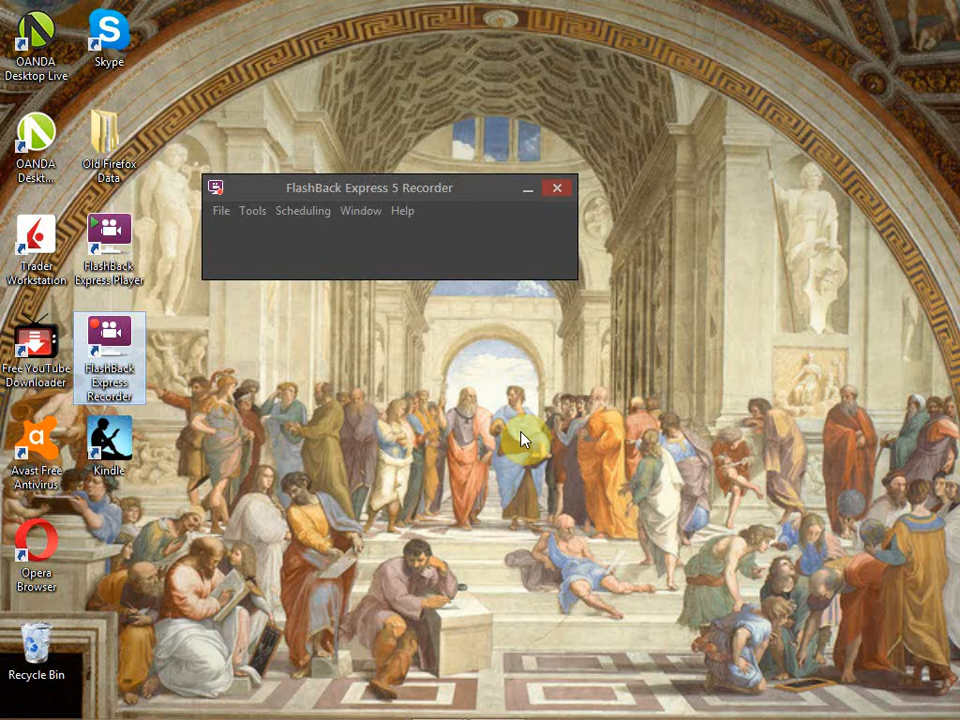 OANDA
Desktop Live
Skype
OANDA
Deskt...
Old Firefox
Data
Trader
Workstation
FlashBack
Express Player
Free YouTube
Downloader
FlashBack
Express
Recorder
Avast Free
Antivirus
Kindle
Opera
Browser
Recycle Bin
FlashBack Express 5 Recorder
File Tools Scheduling Window Help